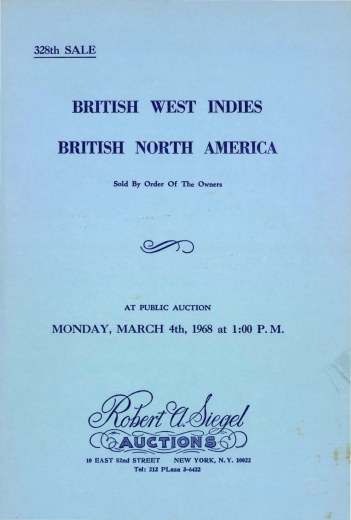 328th SALE
BRITISH WEST INDIES
BRITISH NORTH AMERICA
Sold By Order Of The Owners
AT PUBLIC AUCTION
MONDAY, MARCH 4th, 1968 at 1:00 P. M.
Robert A. Siegel
AUCTIONS
10 EAST 52nd STREET NEW YORK, N. Y. 10022
Tel: 212 PLaza 3-6422